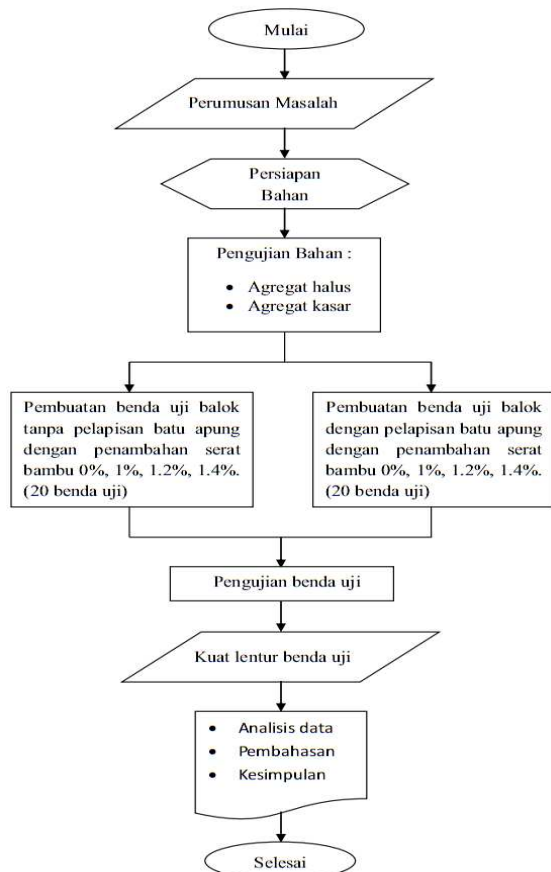 Mulai
Perumusan Masalah
Persiapan
Bahan
Pengujian Bahan :
• Agregat halus
• Agregat kasar
Pembuatan benda uji balok
tanpa pelapisan batu apung
dengan penambahan serat
bambu 0%, 1%, 1.2%, 1.4%.
(20 benda uji)
Pembuatan benda uji balok
dengan pelapisan batu apung
dengan penambahan serat
bambu 0%, 1%, 1.2%, 1.4%.
(20 benda uji)
Pengujian benda uji
Kuat lentur benda uji
• Analisis data
• Pembahasan
• Kesimpulan
Selesai